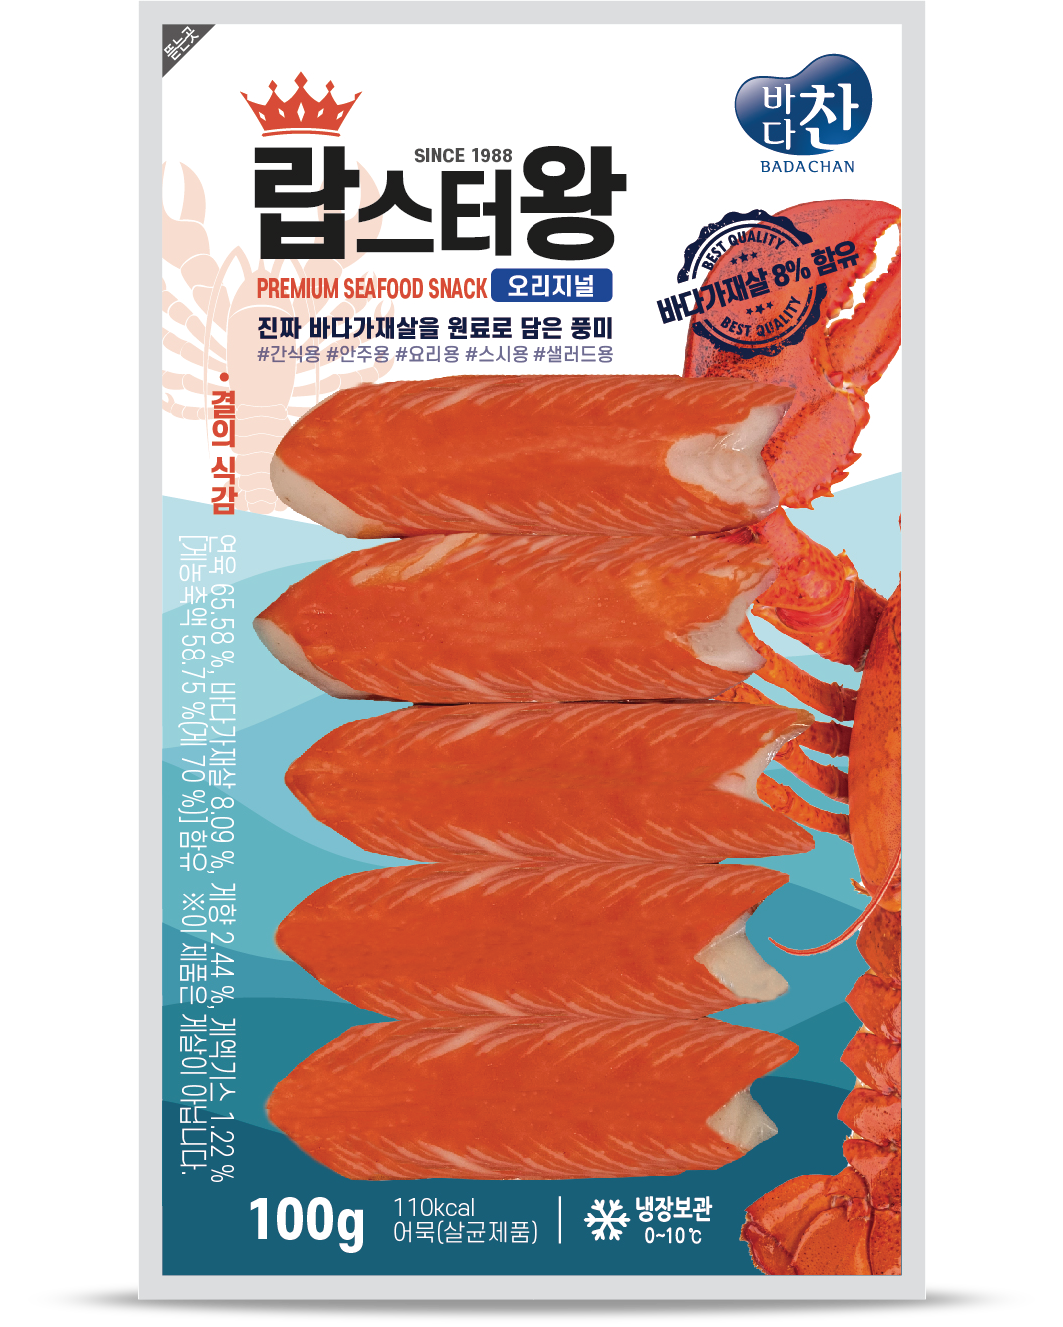 뜯는곳
바다찬
BADACHAN
SINCE 1988
랍스터왕
PREMIUM SEAFOOD SNACK 오리지널
진짜 바다가재살을 원료로 담은 풍미
#간식용 #안주용 #요리용 #스시용 #샐러드용
BEST QUALITY
바다가재살 8% 함유
BEST QUALITY
• 결의 식감
연육 65.58 %, 바다가재살 8.09 %, 게향 2.44 %, 게엑기스 1.22 %
[게농축액 58.75 %(게 70 %)] 함유 ※이 제품은 게살이 아닙니다.
100g
110kcal
어묵(살균제품)
냉장보관
0~10℃